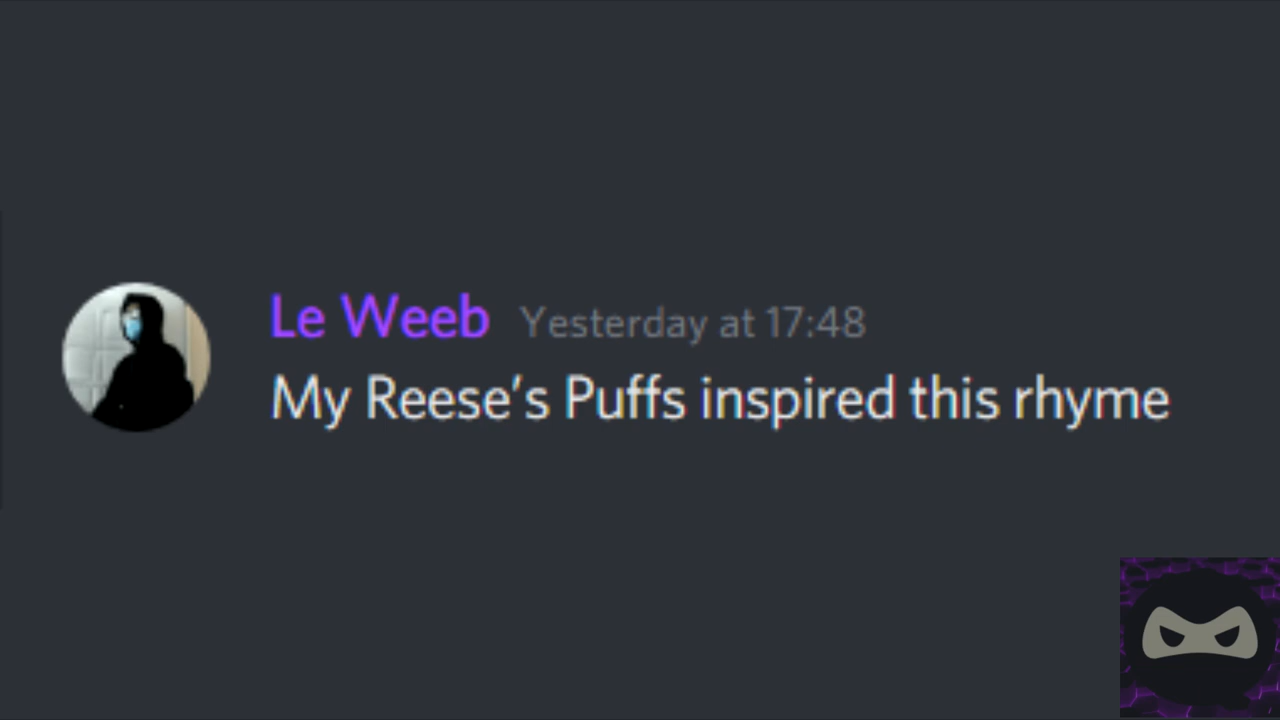 Le Weeb Yesterday at 17:48
My Reese’s Puffs inspired this rhyme